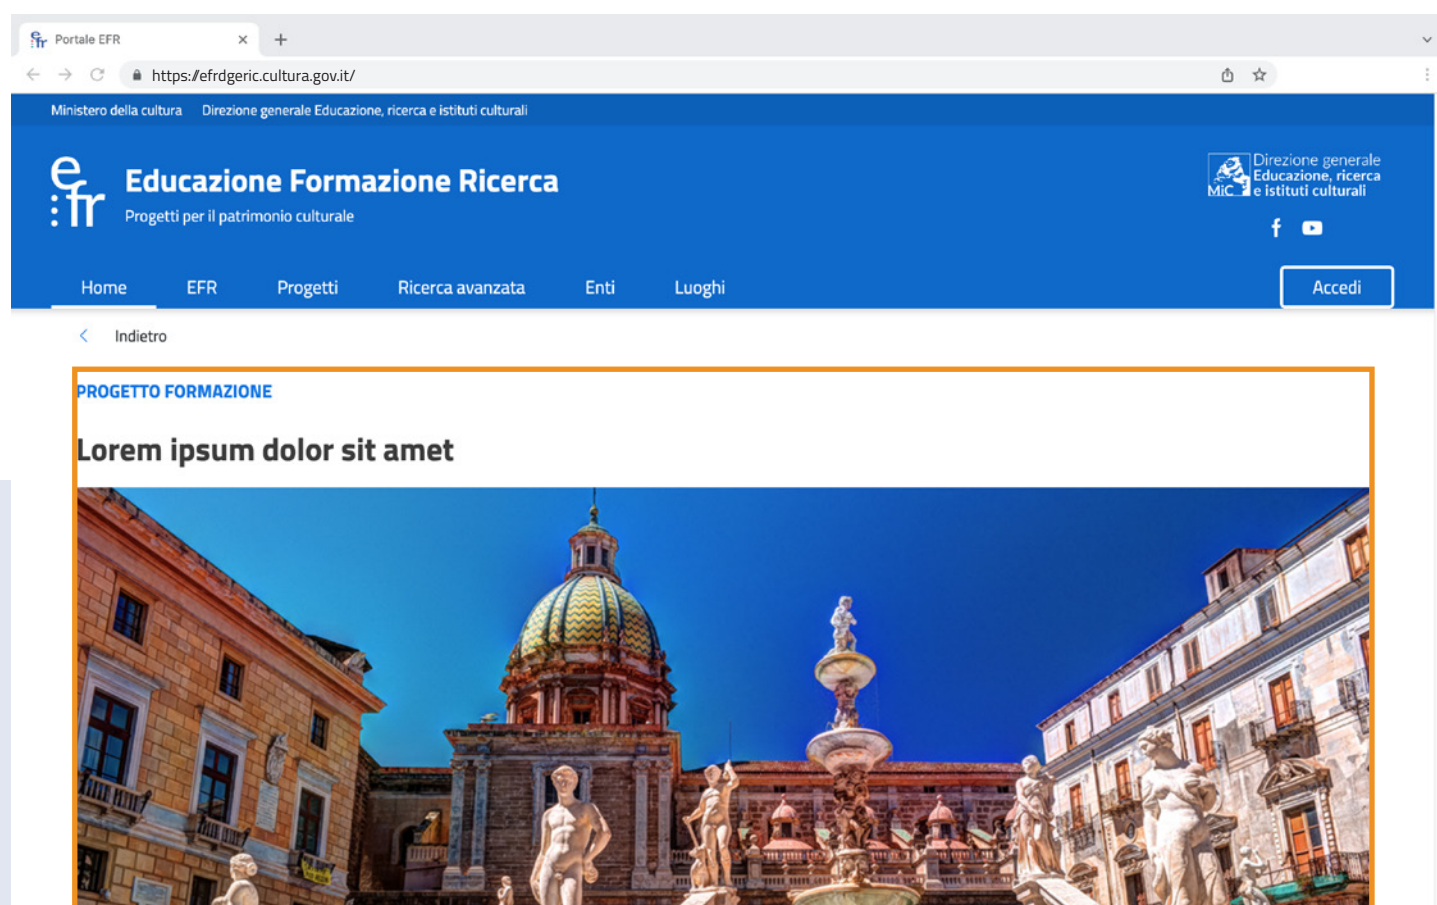 Portale EFR
https://efrdgeric.cultura.gov.it/
Ministero della cultura Direzione generale Educazione, ricerca e istituti culturali
efr
Educazione Formazione Ricerca
Progetti per il patrimonio culturale
MiC
Direzione generale
Educazione, ricerca
e istituti culturali
Home EFR Progetti Ricerca avanzata Enti Luoghi Accedi
Indietro
PROGETTO FORMAZIONE
Lorem ipsum dolor sit amet